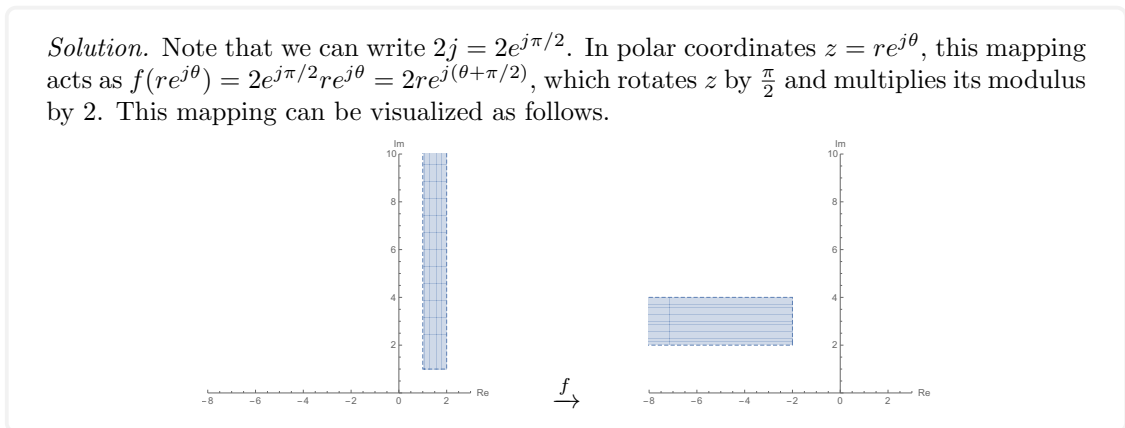 Solution. Note that we can write 2j = 2e^{jπ/2}. In polar coordinates z = re^{jθ}, this mapping
acts as f(re^{jθ}) = 2e^{jπ/2}re^{jθ} = 2re^{j(θ+π/2)}, which rotates z by π/2 and multiplies its modulus
by 2. This mapping can be visualized as follows.
Im
10
8
6
4
2
-8 -6 -4 -2 0 2 Re
f
→
Im
10
8
6
4
2
-8 -6 -4 -2 0 2 Re